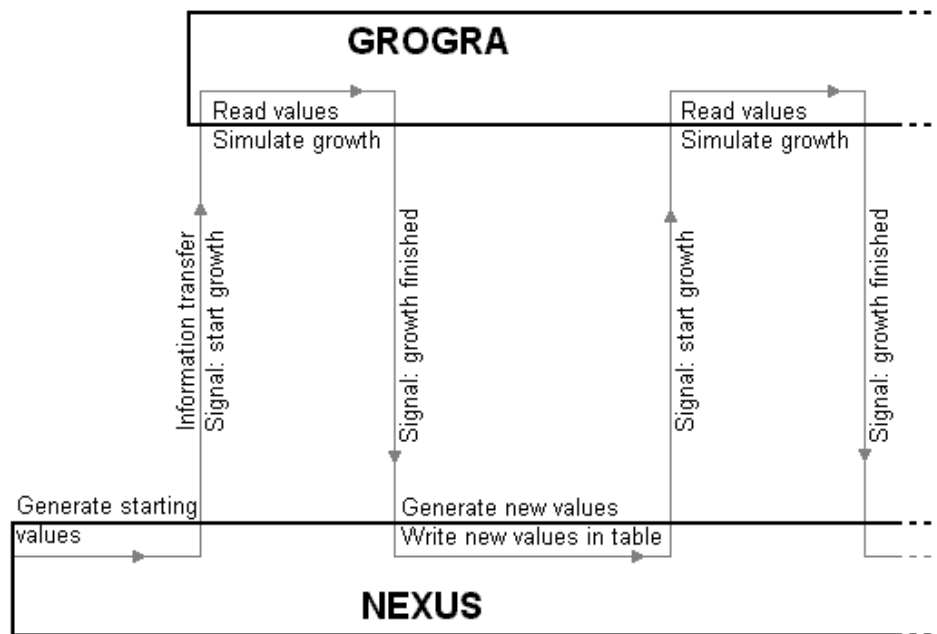 GROGRA
Read values
Simulate growth
Read values
Simulate growth
Information transfer
Signal: start growth
Signal: growth finished
Signal: start growth
Signal: growth finished
Generate starting
values
Generate new values
Write new values in table
NEXUS